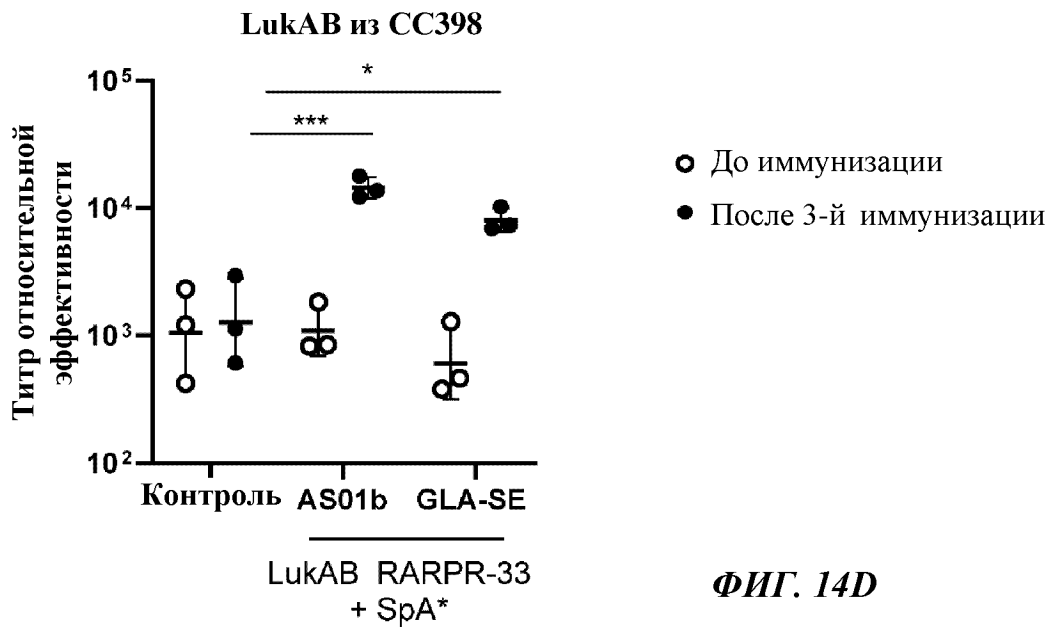 LukAB из CC398
Титр относительной
эффективности
10⁵
10⁴
10³
10²
*
***
До иммунизации
После 3-й иммунизации
Контроль AS01b GLA-SE
LukAB RARPR-33
+ SpA*
ФИГ. 14D